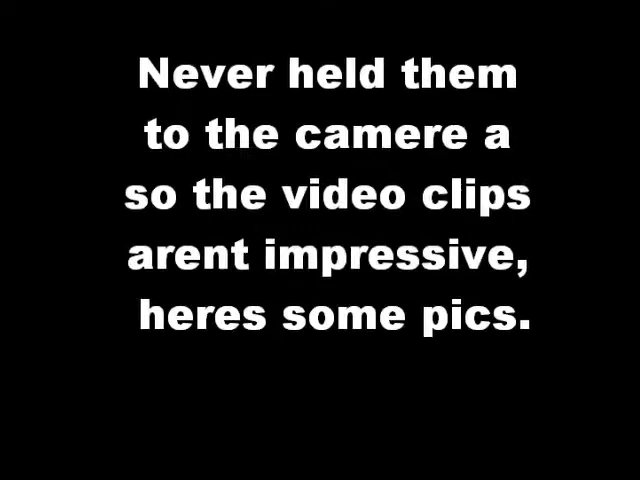 Never held them
to the camere a
so the video clips
arent impressive,
heres some pics.